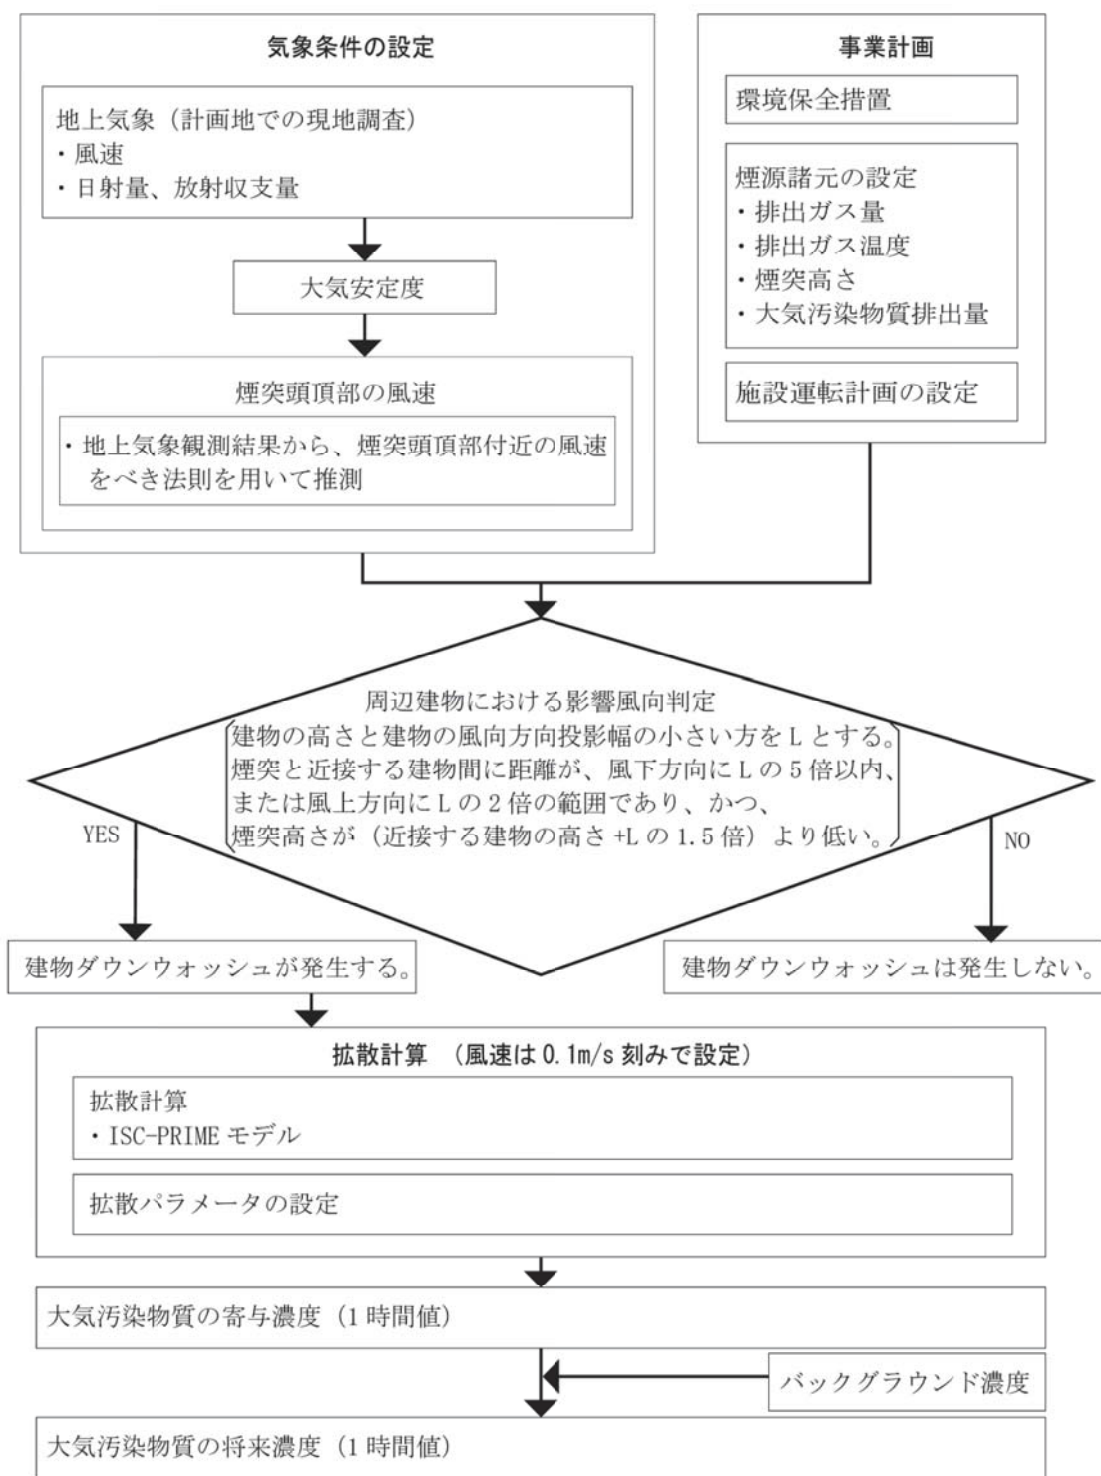 気象条件の設定
地上気象（計画地での現地調査）
・風速
・日射量、放射収支量
大気安定度
煙突頭頂部の風速
・地上気象観測結果から、煙突頭頂部付近の風速
をべき法則を用いて推測
事業計画
環境保全措置
煙源諸元の設定
・排出ガス量
・排出ガス温度
・煙突高さ
・大気汚染物質排出量
施設運転計画の設定
周辺建物における影響風向判定
建物の高さと建物の風向方向投影幅の小さい方をLとする。
煙突と近接する建物間に距離が、風下方向にLの5倍以内、
または風上方向にLの2倍の範囲であり、かつ、
煙突高さが（近接する建物の高さ+Lの1.5倍）より低い。
YES
NO
建物ダウンウォッシュが発生する。
建物ダウンウォッシュは発生しない。
拡散計算　（風速は0.1m/s刻みで設定）
拡散計算
・ISC-PRIMEモデル
拡散パラメータの設定
大気汚染物質の寄与濃度（1時間値）
バックグラウンド濃度
大気汚染物質の将来濃度（1時間値）